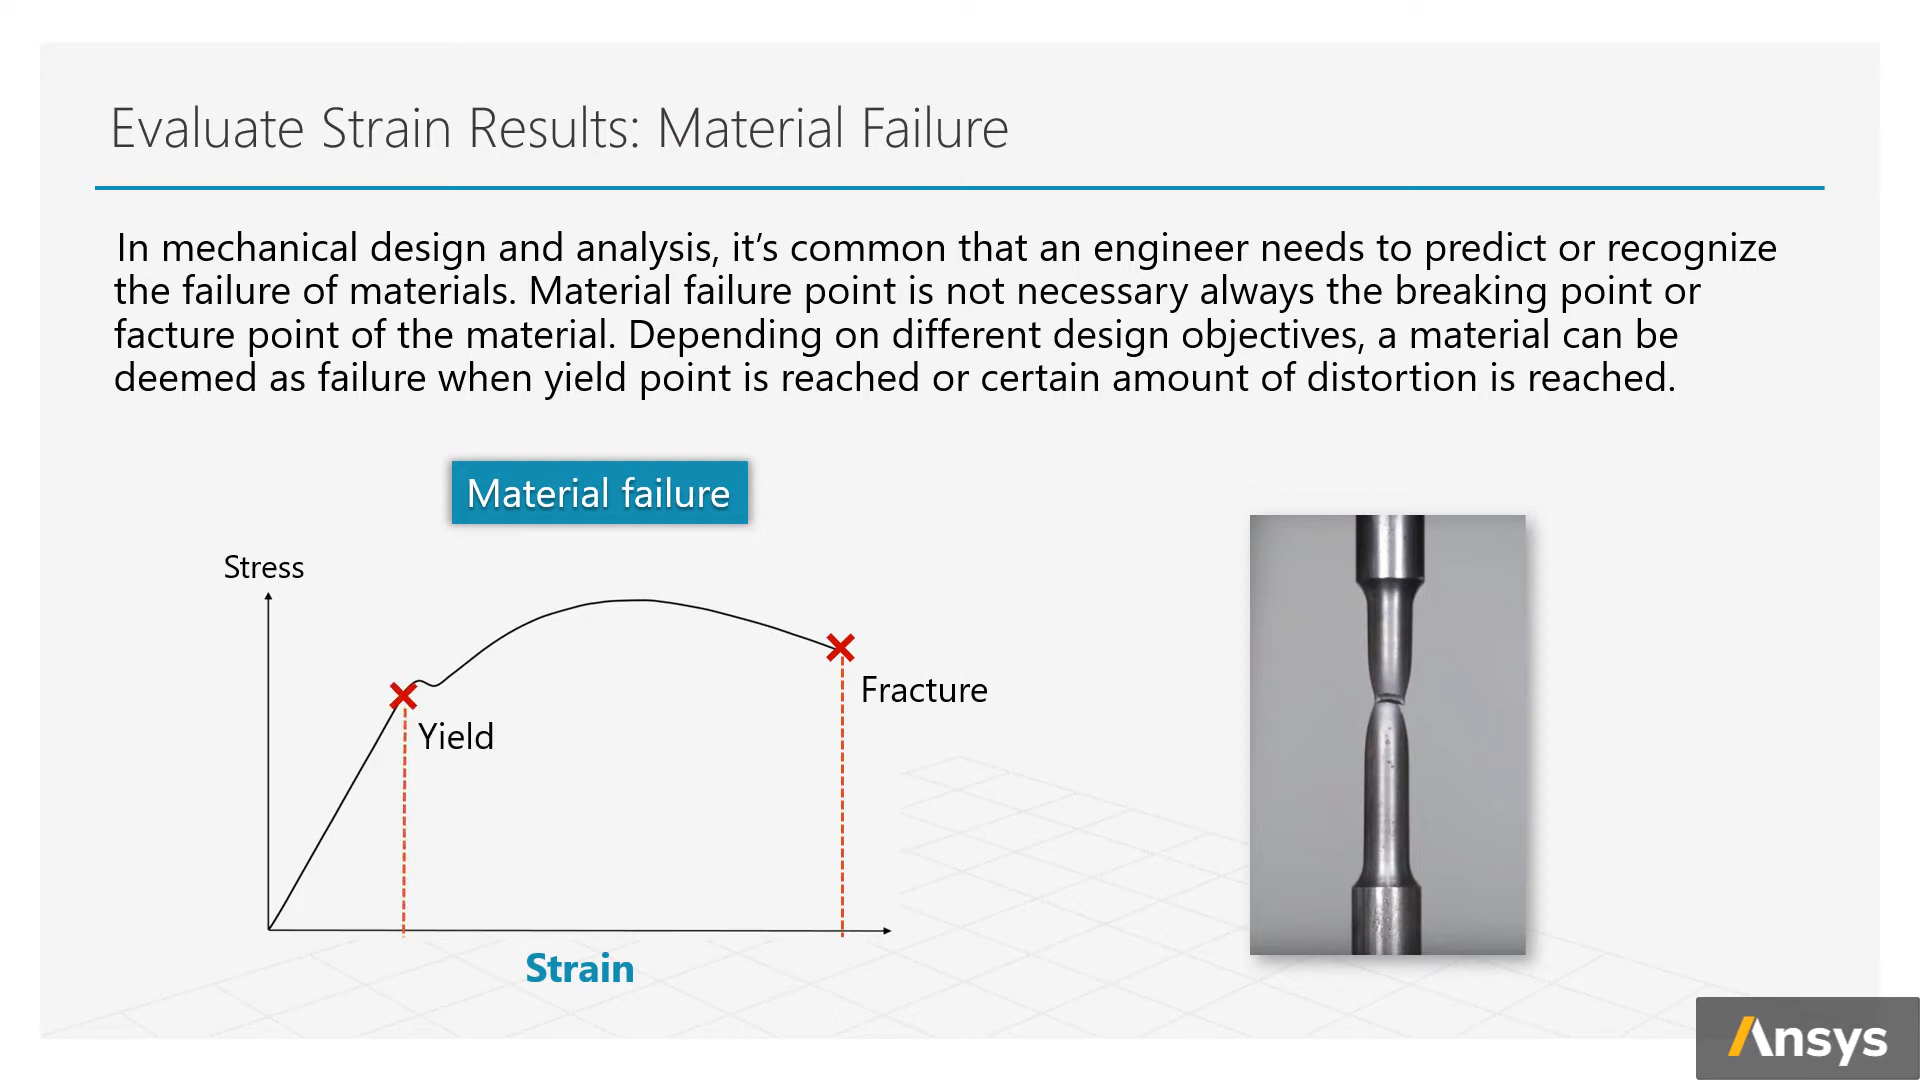 Evaluate Strain Results: Material Failure
In mechanical design and analysis, it’s common that an engineer needs to predict or recognize
the failure of materials. Material failure point is not necessary always the breaking point or
facture point of the material. Depending on different design objectives, a material can be
deemed as failure when yield point is reached or certain amount of distortion is reached.
Material failure
Stress
Fracture
Yield
Strain
Ansys